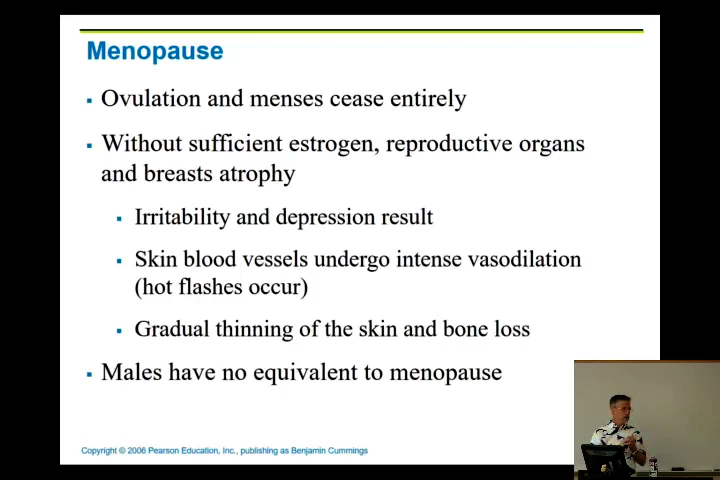 Menopause
▪ Ovulation and menses cease entirely
▪ Without sufficient estrogen, reproductive organs
and breasts atrophy
▪ Irritability and depression result
▪ Skin blood vessels undergo intense vasodilation
(hot flashes occur)
▪ Gradual thinning of the skin and bone loss
▪ Males have no equivalent to menopause
Copyright © 2006 Pearson Education, Inc., publishing as Benjamin Cummings